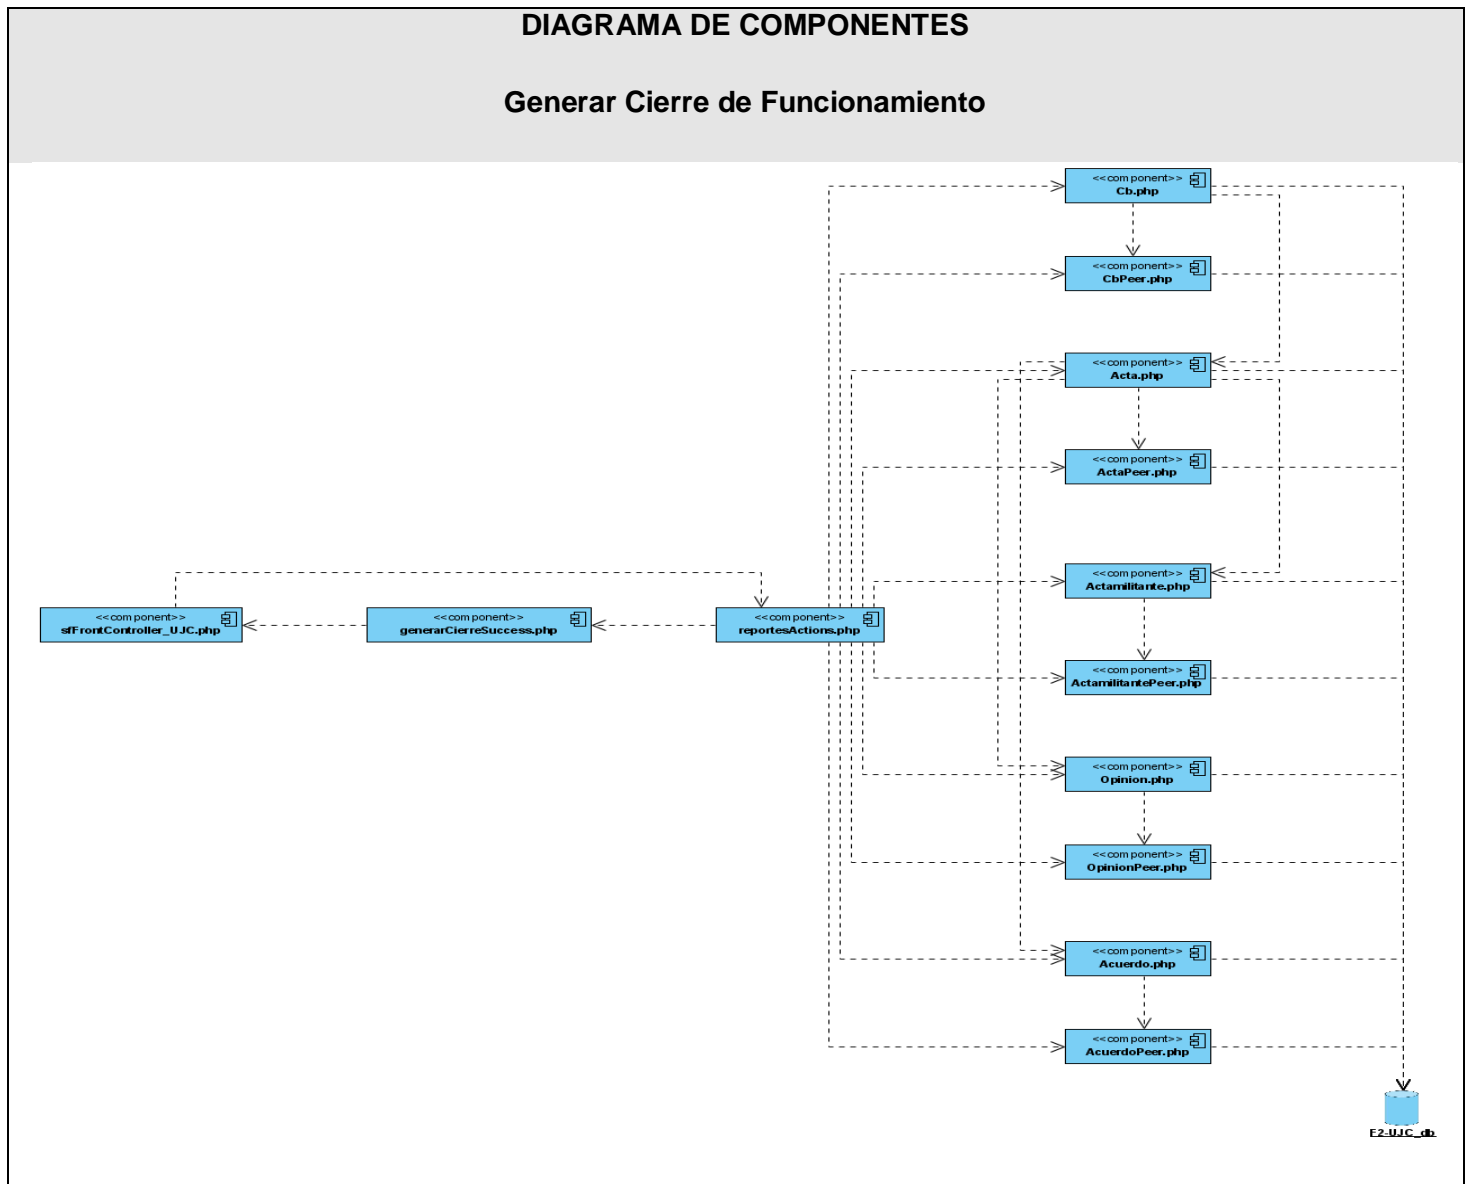 DIAGRAMA DE COMPONENTES
Generar Cierre de Funcionamiento
<<component>>
Cb.php
<<component>>
CbPeer.php
<<component>>
Acta.php
<<component>>
ActaPeer.php
<<component>>
Actamilitante.php
<<component>>
sfFrontController_UJC.php
<<component>>
generarCierreSuccess.php
<<component>>
reportesActions.php
<<component>>
ActamilitantePeer.php
<<component>>
Opinion.php
<<component>>
OpinionPeer.php
<<component>>
Acuerdo.php
<<component>>
AcuerdoPeer.php
F2-UJC_db